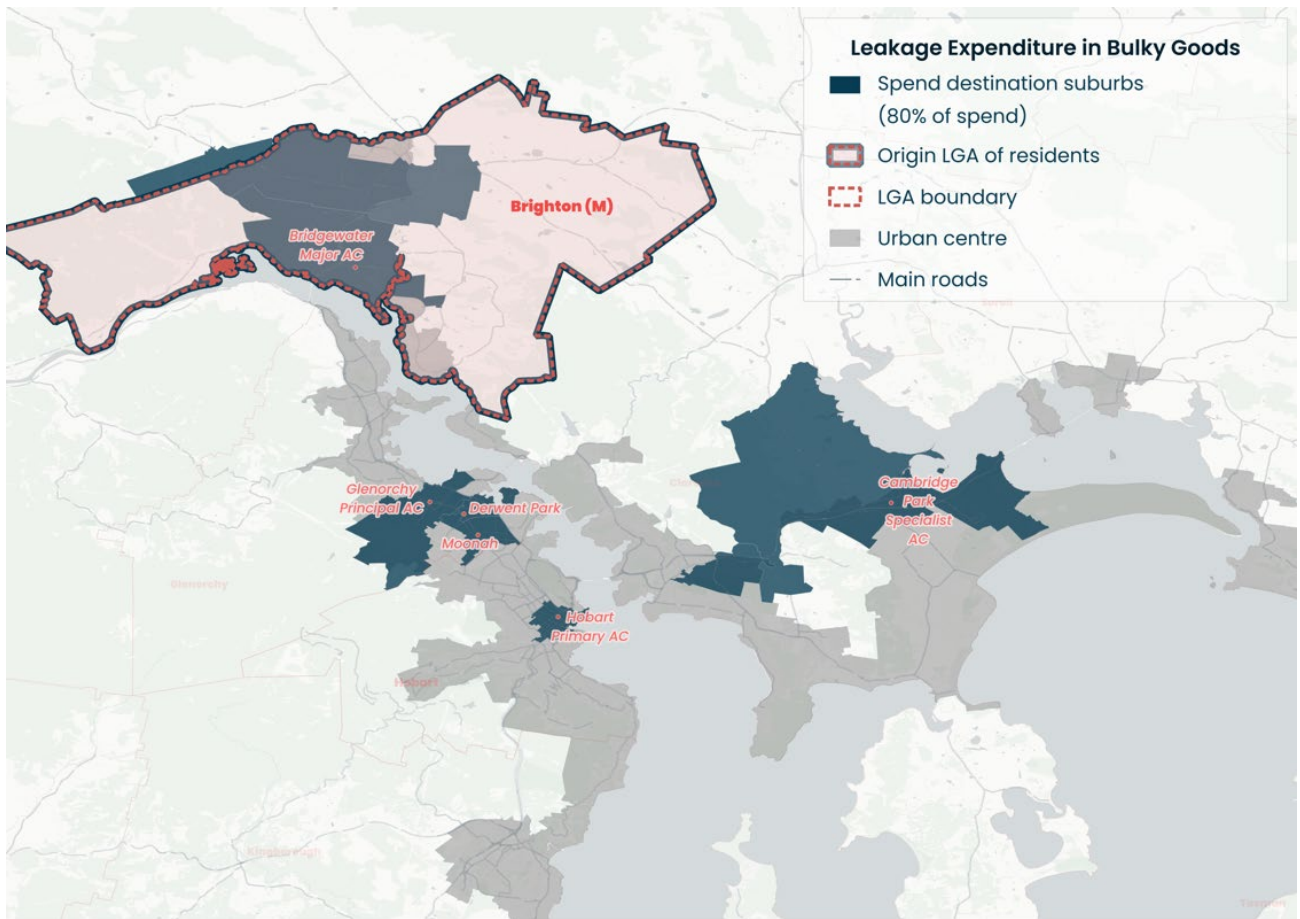 Leakage Expenditure in Bulky Goods
Spend destination suburbs
(80% of spend)
Origin LGA of residents
LGA boundary
Urban centre
Main roads
Brighton (M)
Bridgewater
Major AC
Sorell
Glenorchy
Principal AC
Derwent Park
Moonah
Cambridge
Park
Specialist
AC
Glenorchy
Hobart
Primary AC
Hobart
Kingborough
Tasman